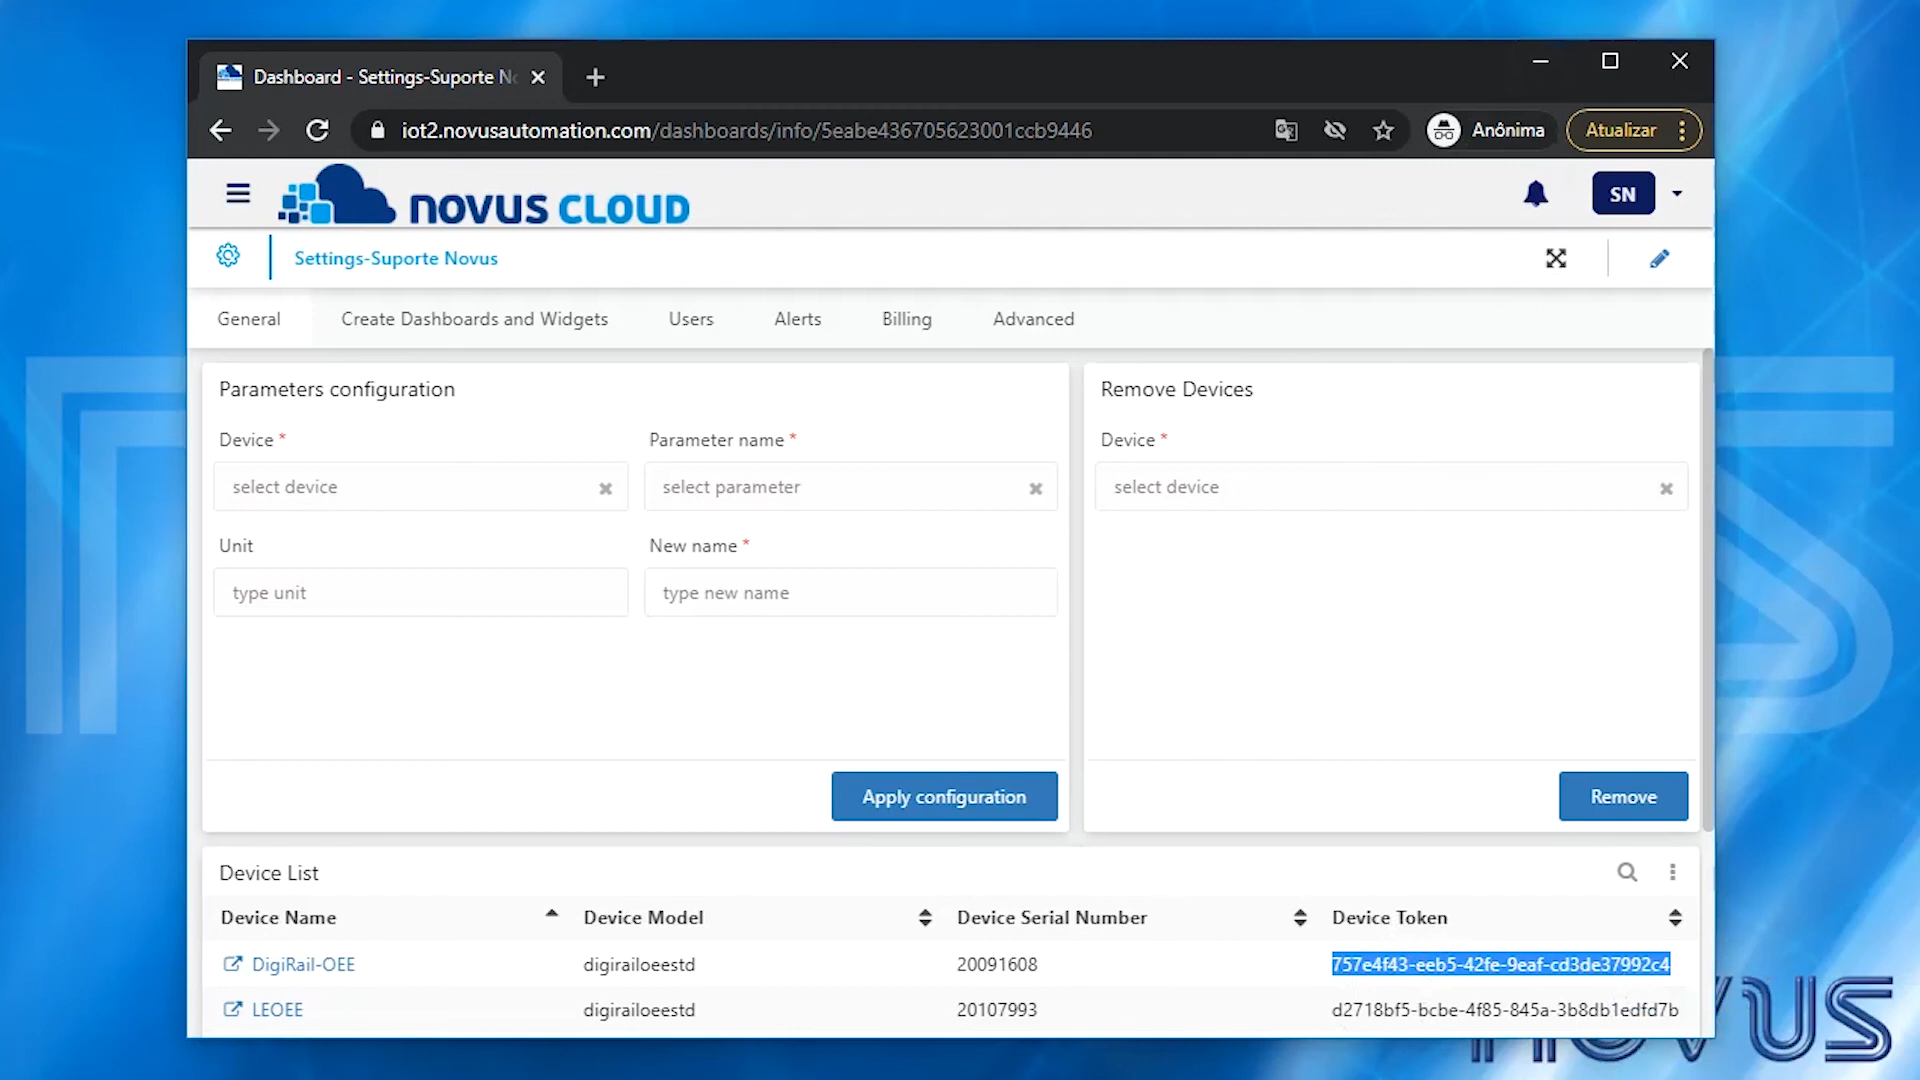 Dashboard - Settings-Suporte N
iot2.novusautomation.com/dashboards/info/5eabe436705623001ccb9446
Anônima
Atualizar
novus CLOUD
SN
Settings-Suporte Novus
General
Create Dashboards and Widgets
Users
Alerts
Billing
Advanced
Parameters configuration
Remove Devices
Device *
Parameter name *
Device *
select device
select parameter
select device
Unit
New name *
type unit
type new name
Apply configuration
Remove
Device List
Device Name
Device Model
Device Serial Number
Device Token
DigiRail-OEE
digirailoeestd
20091608
757e4f43-eeb5-42fe-9eaf-cd3de37992c4
LEOEE
digirailoeestd
20107993
d2718bf5-bcbe-4f85-845a-3b8db1edfd7b
novus